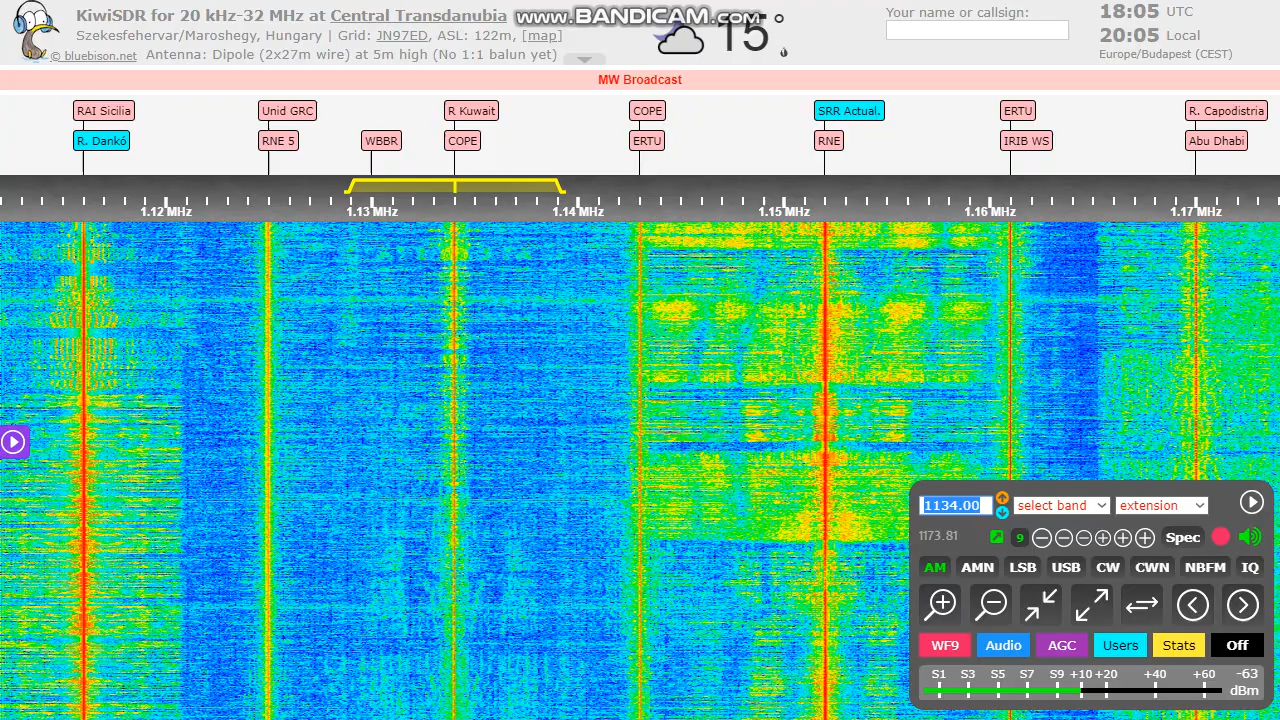 KiwiSDR for 20 kHz-32 MHz at Central Transdanubia
www.BANDICAM.com
Szekesfehervar/Maroshegy, Hungary | Grid: JN97ED, ASL: 122m, [map]
© bluebison.net Antenna: Dipole (2x27m wire) at 5m high (No 1:1 balun yet)
15°
Your name or callsign:
18:05 UTC
20:05 Local
Europe/Budapest (CEST)
MW Broadcast
RAI Sicilia Unid GRC R Kuwait COPE SRR Actual. ERTU R. Capodistria
R. Dankó RNE 5 WBBR COPE ERTU RNE IRIB WS Abu Dhabi
1.12 MHz 1.13 MHz 1.14 MHz 1.15 MHz 1.16 MHz 1.17 MHz
1134.00 select band extension
1173.81 9 Spec
AM AMN LSB USB CW CWN NBFM IQ
WF9 Audio AGC Users Stats Off
S1 S3 S5 S7 S9 +10 +20 +40 +60 -63
dBm